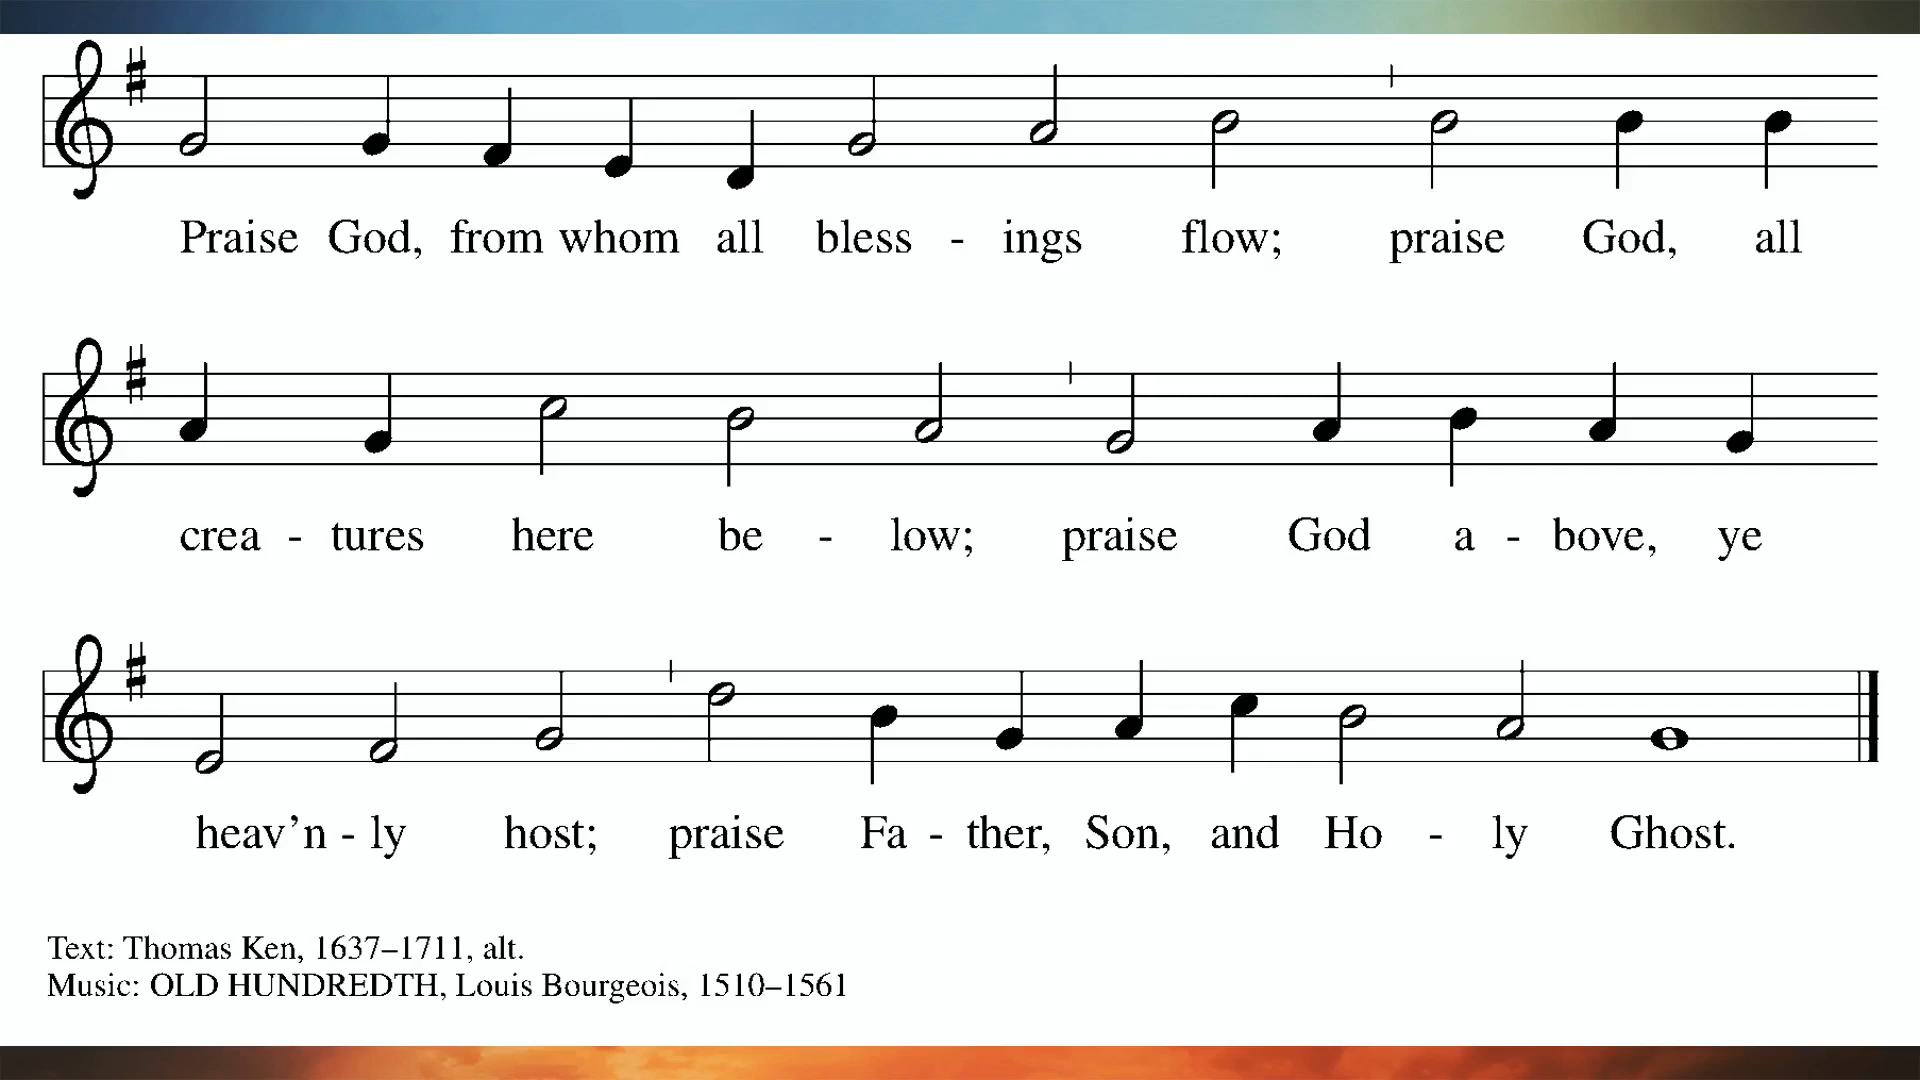 Praise God, from whom all bless - ings flow; praise God, all
crea - tures here be - low; praise God a - bove, ye
heav’n - ly host; praise Fa - ther, Son, and Ho - ly Ghost.
Text: Thomas Ken, 1637–1711, alt.
Music: OLD HUNDREDTH, Louis Bourgeois, 1510–1561